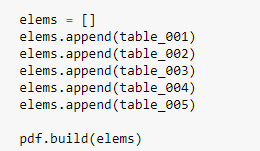 elems = []
elems.append(table_001)
elems.append(table_002)
elems.append(table_003)
elems.append(table_004)
elems.append(table_005)
pdf.build(elems)